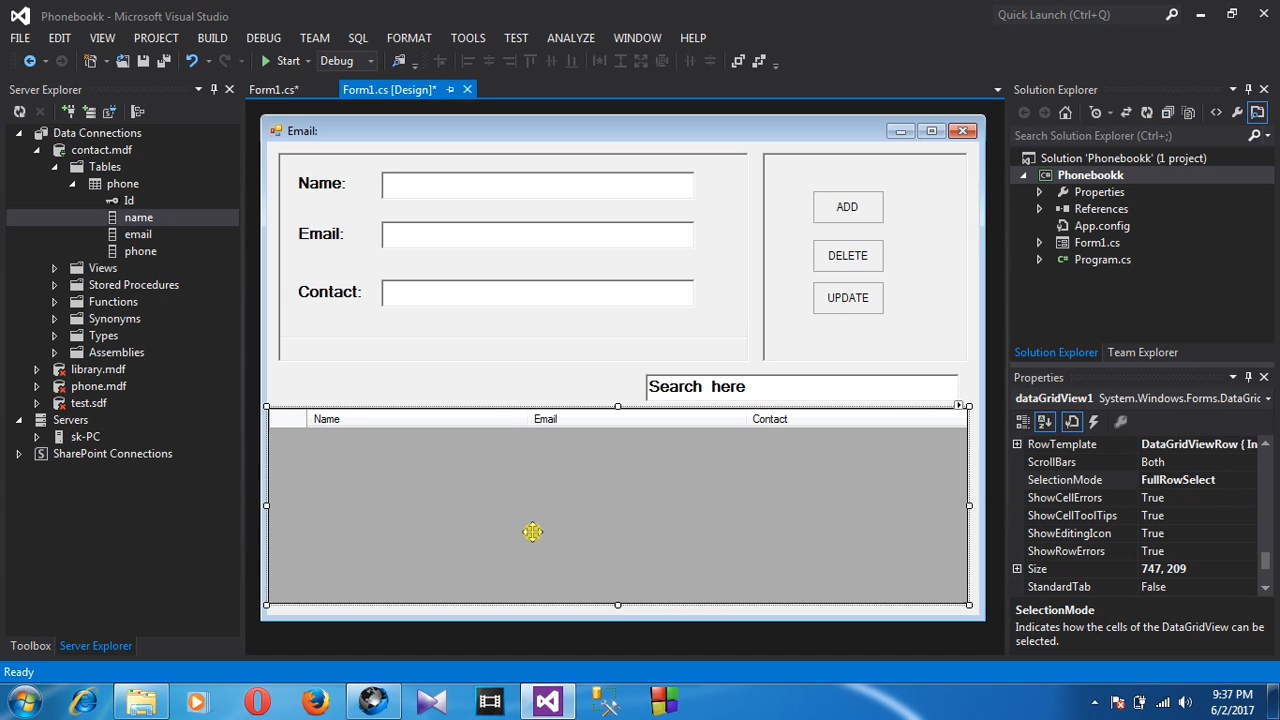 Phonebookk - Microsoft Visual Studio
Quick Launch (Ctrl+Q)
FILE EDIT VIEW PROJECT BUILD DEBUG TEAM SQL FORMAT TOOLS TEST ANALYZE WINDOW HELP
Start Debug
Server Explorer
Form1.cs* Form1.cs [Design]*
Solution Explorer
Search Solution Explorer (Ctrl+;)
Data Connections
contact.mdf
Tables
phone
Id
name
email
phone
Views
Stored Procedures
Functions
Synonyms
Types
Assemblies
library.mdf
phone.mdf
test.sdf
Servers
sk-PC
SharePoint Connections
Toolbox Server Explorer
Email:
Name:
Email:
Contact:
ADD
DELETE
UPDATE
Search here
Name Email Contact
Solution 'Phonebookk' (1 project)
Phonebookk
Properties
References
App.config
Form1.cs
Program.cs
Solution Explorer Team Explorer
Properties
dataGridView1 System.Windows.Forms.DataGric
RowTemplate DataGridViewRow { In
ScrollBars Both
SelectionMode FullRowSelect
ShowCellErrors True
ShowCellToolTips True
ShowEditingIcon True
ShowRowErrors True
Size 747, 209
StandardTab False
SelectionMode
Indicates how the cells of the DataGridView can be
selected.
Ready
9:37 PM
6/2/2017